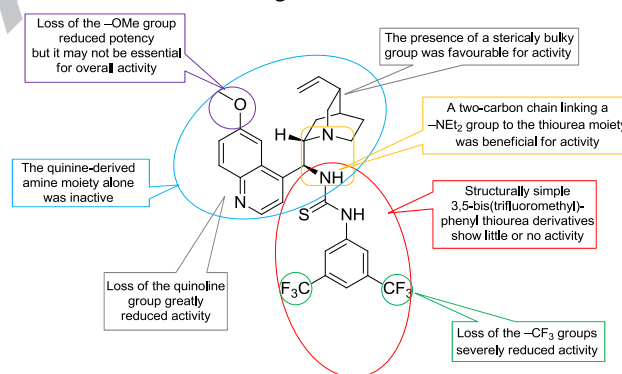 Loss of the –OMe group
reduced potency
but it may not be essential
for overall activity
The presence of a sterically bulky
group was favourable for activity
A two-carbon chain linking a
–NEt2 group to the thiourea moiety
was beneficial for activity
The quinine-derived
amine moiety alone
was inactive
Structurally simple
3,5-bis(trifluoromethyl)-
phenyl thiourea derivatives
show little or no activity
Loss of the quinoline
group greatly
reduced activity
Loss of the –CF3 groups
severely reduced activity
O
H
N
NH
N
S
NH
F3C
CF3